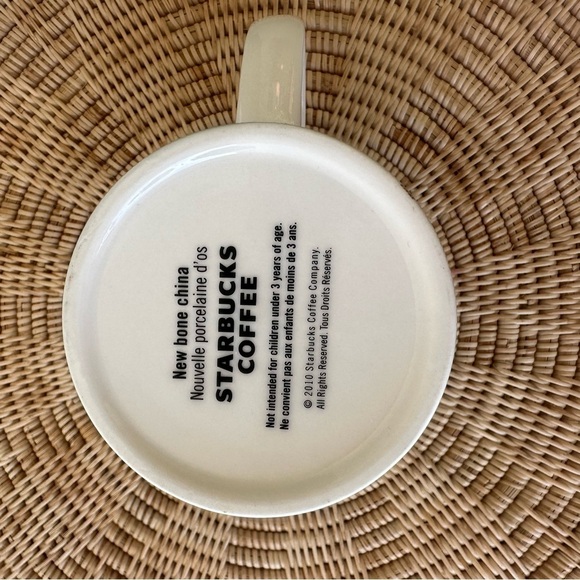 New bone china
Nouvelle porcelaine d'os
STARBUCKS
COFFEE
Not intended for children under 3 years of age.
Ne convient pas aux enfants de moins de 3 ans.
© 2010 Starbucks Coffee Company.
All Rights Reserved. Tous Droits Réservés.